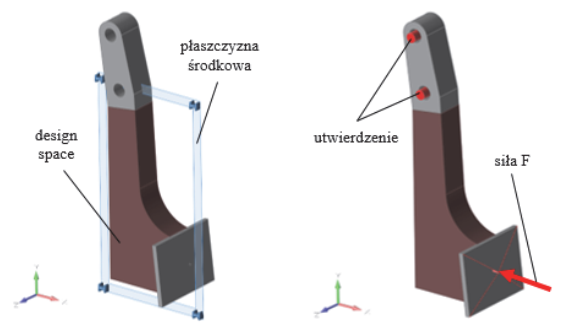 płaszczyzna
środkowa
design
space
utwierdzenie
siła F